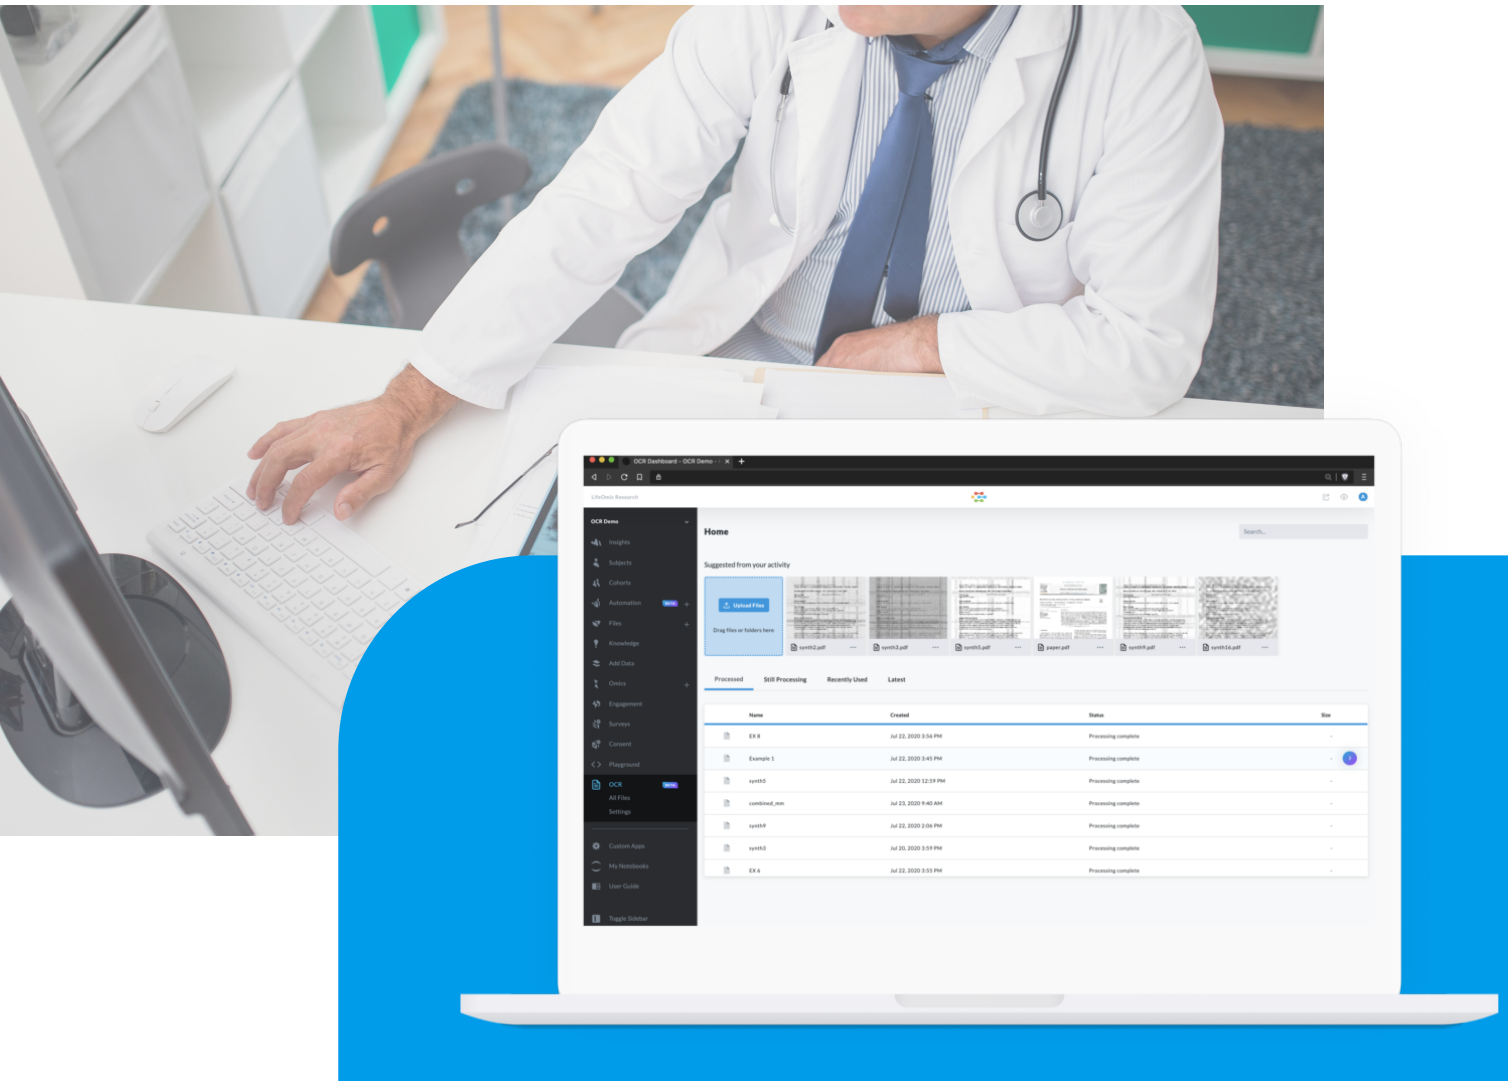 OCR Dashboard - OCR Demo -
LifeOmic Research
OCR Demo
Insights
Subjects
Cohorts
Automation BETA
Files
Knowledge
Add Data
Omics
Engagement
Surveys
Consent
Playground
OCR BETA
All Files
Settings
Custom Apps
My Notebooks
User Guide
Toggle Sidebar
Home
Search...
Suggested from your activity
Upload Files
Drag files or folders here
synth2.pdf
synth3.pdf
synth5.pdf
paper.pdf
synth9.pdf
synth16.pdf
Processed Still Processing Recently Used Latest
Name Created Status Size
EX 8 Jul 22, 2020 3:56 PM Processing complete -
Example 1 Jul 22, 2020 3:45 PM Processing complete -
synth5 Jul 22, 2020 12:59 PM Processing complete -
combined_mm Jul 23, 2020 9:40 AM Processing complete -
synth9 Jul 22, 2020 2:06 PM Processing complete -
synth3 Jul 20, 2020 3:59 PM Processing complete -
EX 6 Jul 22, 2020 3:55 PM Processing complete -